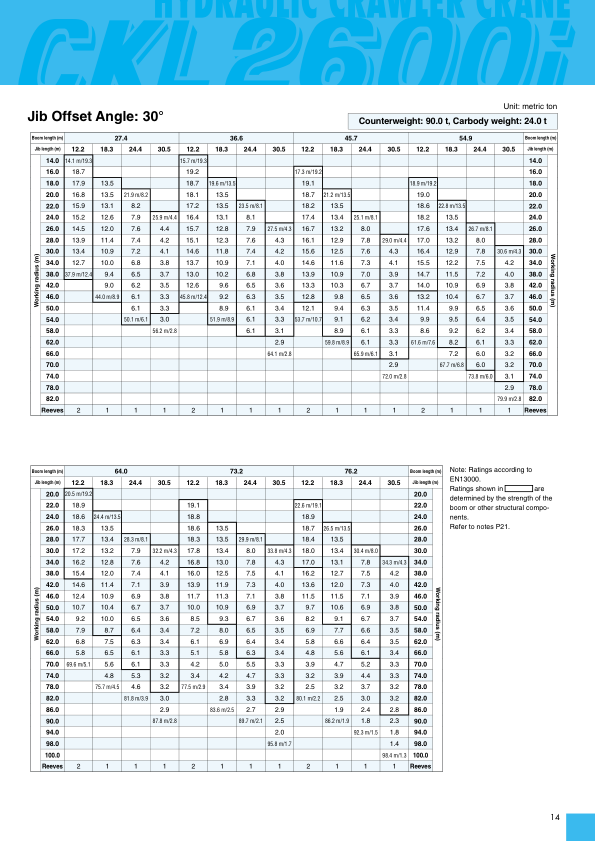 HYDRAULIC CRAWLER CRANE
CKL2600i
Unit: metric ton
Jib Offset Angle: 30°
Counterweight: 90.0 t, Carbody weight: 24.0 t
Boom length (m) 27.4 36.6 45.7 54.9 Boom length (m)
Jib length (m) 12.2 18.3 24.4 30.5 12.2 18.3 24.4 30.5 12.2 18.3 24.4 30.5 12.2 18.3 24.4 30.5 Jib length (m)
Working radius (m)
14.0 14.1 m/19.3 15.7 m/19.3 14.0
16.0 18.7 19.2 17.3 m/19.2 16.0
18.0 17.9 13.5 18.7 19.6 m/13.5 19.1 18.9 m/19.2 18.0
20.0 16.8 13.5 21.9 m/8.2 18.1 13.5 18.7 21.2 m/13.5 19.0 20.0
22.0 15.9 13.1 8.2 17.2 13.5 23.5 m/8.1 18.2 13.5 18.6 22.8 m/13.5 22.0
24.0 15.2 12.6 7.9 25.9 m/4.4 16.4 13.1 8.1 17.4 13.4 25.1 m/8.1 18.2 13.5 24.0
26.0 14.5 12.0 7.6 4.4 15.7 12.8 7.9 27.5 m/4.3 16.7 13.2 8.0 17.6 13.4 26.7 m/8.1 26.0
28.0 13.9 11.4 7.4 4.2 15.1 12.3 7.6 4.3 16.1 12.9 7.8 29.0 m/4.4 17.0 13.2 8.0 28.0
30.0 13.4 10.9 7.2 4.1 14.6 11.8 7.4 4.2 15.6 12.5 7.6 4.3 16.4 12.9 7.8 30.6 m/4.3 30.0
34.0 12.7 10.0 6.8 3.8 13.7 10.9 7.1 4.0 14.6 11.6 7.3 4.1 15.5 12.2 7.5 4.2 34.0
38.0 37.9 m/12.4 9.4 6.5 3.7 13.0 10.2 6.8 3.8 13.9 10.9 7.0 3.9 14.7 11.5 7.2 4.0 38.0
42.0 9.0 6.2 3.5 12.6 9.6 6.5 3.6 13.3 10.3 6.7 3.7 14.0 10.9 6.9 3.8 42.0
46.0 44.0 m/8.9 6.1 3.3 45.8 m/12.4 9.2 6.3 3.5 12.8 9.8 6.5 3.6 13.2 10.4 6.7 3.7 46.0
50.0 6.1 3.3 8.9 6.1 3.4 12.1 9.4 6.3 3.5 11.4 9.9 6.5 3.6 50.0
54.0 50.1 m/6.1 3.0 51.9 m/8.9 6.1 3.3 53.7 m/10.7 9.1 6.2 3.4 9.9 9.5 6.4 3.5 54.0
58.0 56.2 m/2.8 6.1 3.1 8.9 6.1 3.3 8.6 9.2 6.2 3.4 58.0
62.0 2.9 59.8 m/8.9 6.1 3.3 61.6 m/7.6 8.2 6.1 3.3 62.0
66.0 64.1 m/2.8 65.9 m/6.1 3.1 7.2 6.0 3.2 66.0
70.0 2.9 67.7 m/6.8 6.0 3.2 70.0
74.0 72.0 m/2.8 73.8 m/6.0 3.1 74.0
78.0 2.9 78.0
82.0 79.9 m/2.8 82.0
Reeves 2 1 1 1 2 1 1 1 2 1 1 1 2 1 1 1 Reeves
Working radius (m)
Boom length (m) 64.0 73.2 76.2 Boom length (m)
Jib length (m) 12.2 18.3 24.4 30.5 12.2 18.3 24.4 30.5 12.2 18.3 24.4 30.5 Jib length (m)
Working radius (m)
20.0 20.5 m/19.2 20.0
22.0 18.9 19.1 22.6 m/19.1 22.0
24.0 18.6 24.4 m/13.5 18.8 18.9 24.0
26.0 18.3 13.5 18.6 13.5 18.7 26.5 m/13.5 26.0
28.0 17.7 13.4 28.3 m/8.1 18.3 13.5 29.9 m/8.1 18.4 13.5 28.0
30.0 17.2 13.2 7.9 32.2 m/4.3 17.8 13.4 8.0 33.8 m/4.3 18.0 13.4 30.4 m/8.0 30.0
34.0 16.2 12.8 7.6 4.2 16.8 13.0 7.8 4.3 17.0 13.1 7.8 34.3 m/4.3 34.0
38.0 15.4 12.0 7.4 4.1 16.0 12.5 7.5 4.1 16.2 12.7 7.5 4.2 38.0
42.0 14.6 11.4 7.1 3.9 13.9 11.9 7.3 4.0 13.6 12.0 7.3 4.0 42.0
46.0 12.4 10.9 6.9 3.8 11.7 11.3 7.1 3.8 11.5 11.5 7.1 3.9 46.0
50.0 10.7 10.4 6.7 3.7 10.0 10.9 6.9 3.7 9.7 10.6 6.9 3.8 50.0
54.0 9.2 10.0 6.5 3.6 8.5 9.3 6.7 3.6 8.2 9.1 6.7 3.7 54.0
58.0 7.9 8.7 6.4 3.4 7.2 8.0 6.5 3.5 6.9 7.7 6.6 3.5 58.0
62.0 6.8 7.5 6.3 3.4 6.1 6.9 6.4 3.4 5.8 6.6 6.4 3.5 62.0
66.0 5.8 6.5 6.1 3.3 5.1 5.8 6.3 3.4 4.8 5.6 6.1 3.4 66.0
70.0 69.6 m/5.1 5.6 6.1 3.3 4.2 5.0 5.5 3.3 3.9 4.7 5.2 3.3 70.0
74.0 4.8 5.3 3.2 3.4 4.2 4.7 3.3 3.2 3.9 4.4 3.3 74.0
78.0 75.7 m/4.5 4.6 3.2 77.5 m/2.9 3.4 3.9 3.2 2.5 3.2 3.7 3.2 78.0
82.0 81.8 m/3.9 3.0 2.8 3.3 3.2 80.1 m/2.2 2.5 3.0 3.2 82.0
86.0 2.9 83.6 m/2.5 2.7 2.9 1.9 2.4 2.8 86.0
90.0 87.8 m/2.8 89.7 m/2.1 2.5 86.2 m/1.9 1.8 2.3 90.0
94.0 2.0 92.3 m/1.5 1.8 94.0
98.0 95.8 m/1.7 1.4 98.0
100.0 98.4 m/1.3 100.0
Reeves 2 1 1 1 2 1 1 1 2 1 1 1 Reeves
Working radius (m)
Note: Ratings according to
EN13000.
Ratings shown in are
determined by the strength of the
boom or other structural compo-
nents.
Refer to notes P21.
14